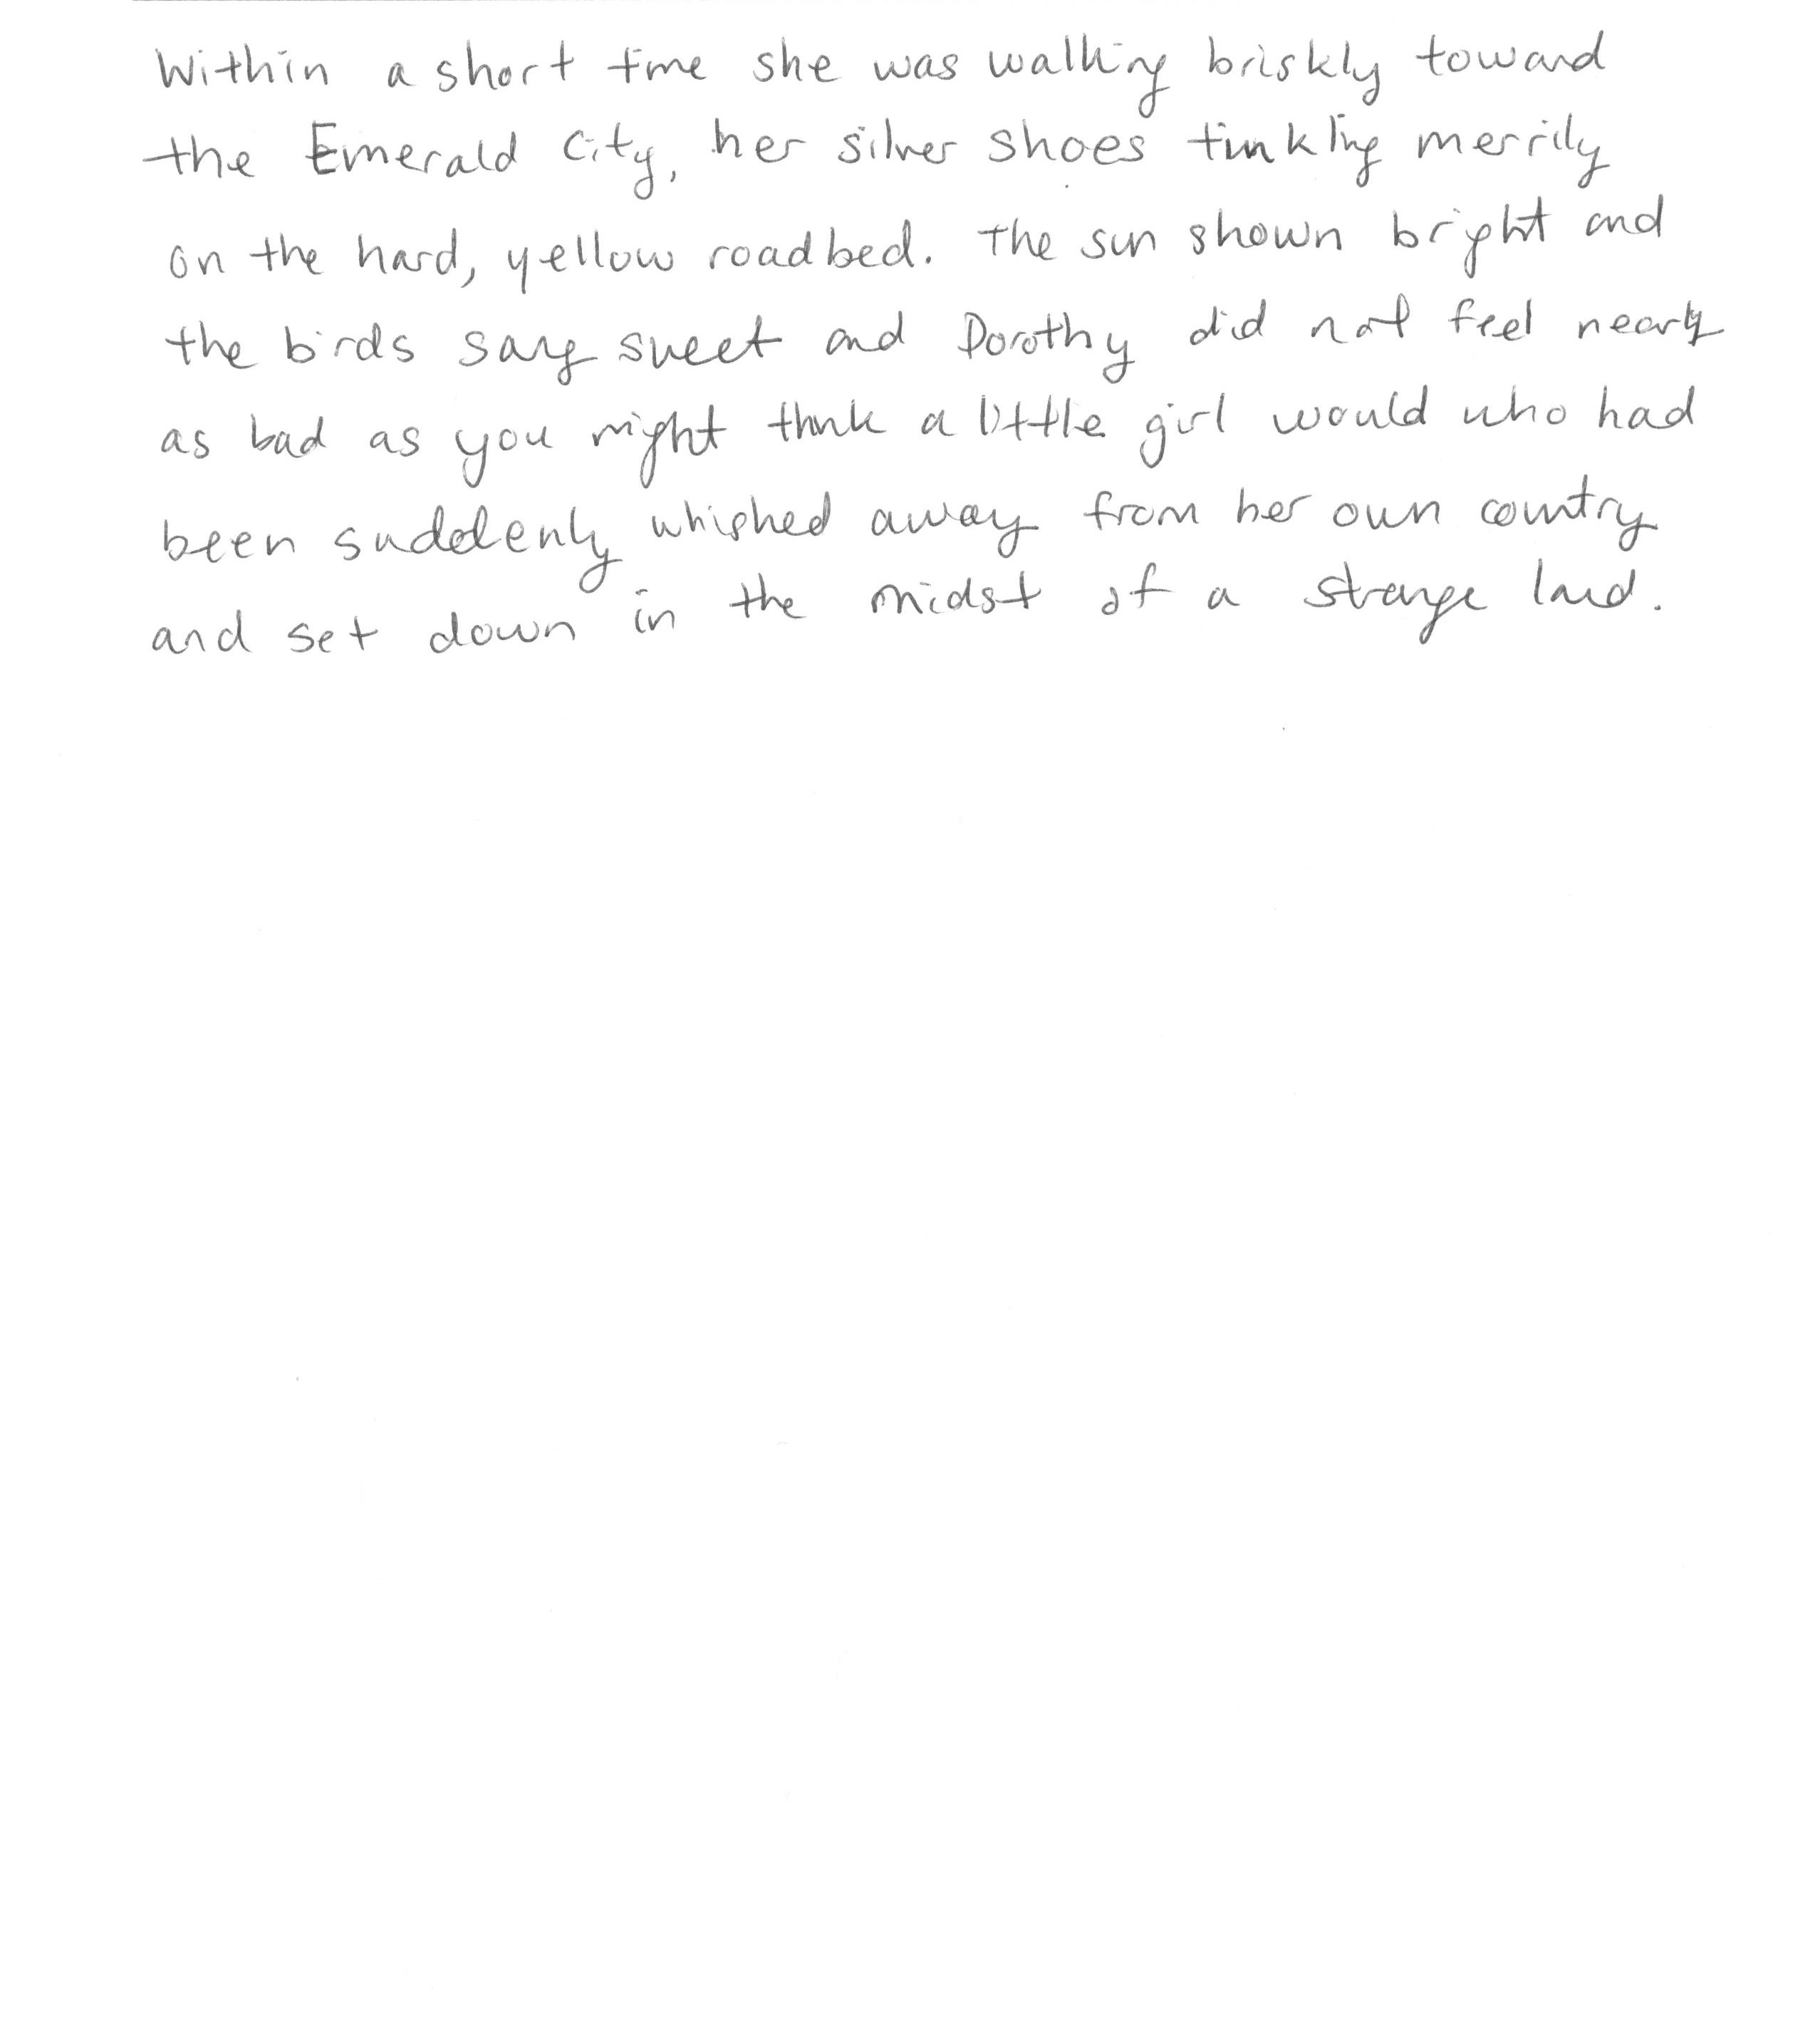 Within a short time she was walking briskly toward
the Emerald City, her silver shoes tinkling merrily
on the hard, yellow roadbed. The sun shown bright and
the birds sang sweet and Dorothy did not feel nearly
as bad as you might think a little girl would who had
been suddenly whished away from her own country
and set down in the midst of a strange land.